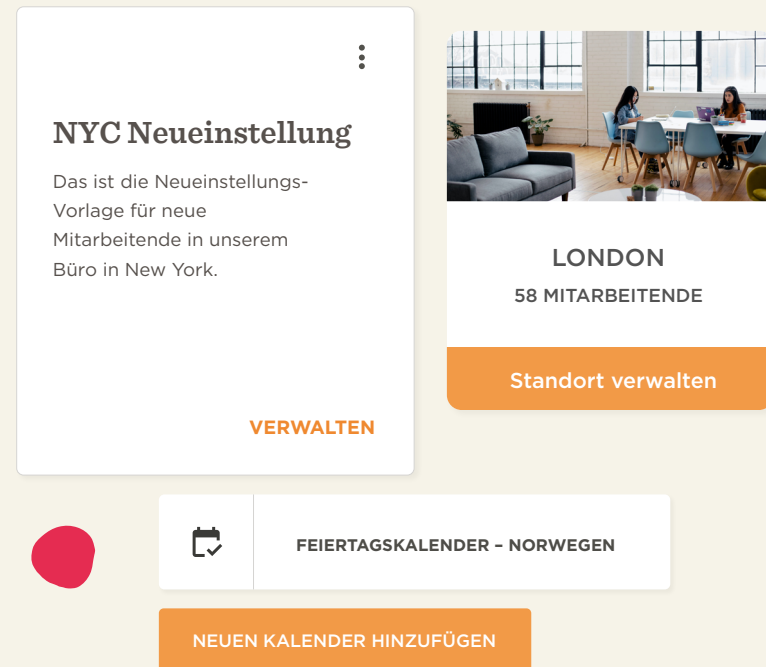 NYC Neueinstellung
Das ist die Neueinstellungs-
Vorlage für neue
Mitarbeitende in unserem
Büro in New York.
VERWALTEN
LONDON
58 MITARBEITENDE
Standort verwalten
FEIERTAGSKALENDER – NORWEGEN
NEUEN KALENDER HINZUFÜGEN